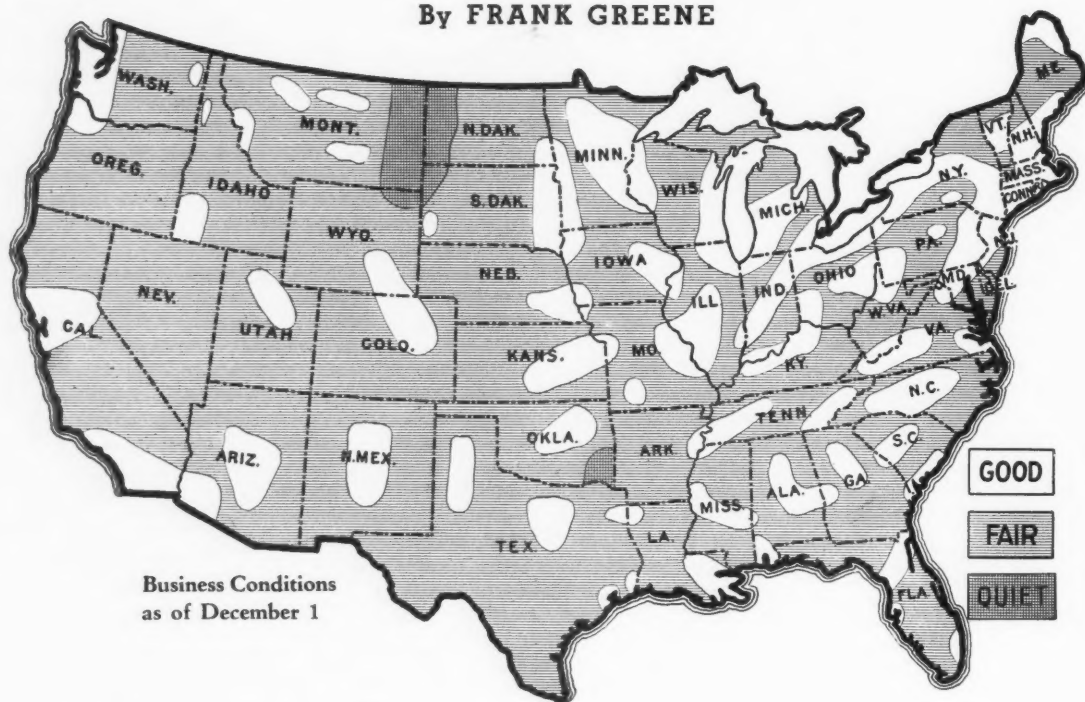 By FRANK GREENE
WASH.
MONT.
N.DAK.
MINN.
ME.
VT.
N.H.
OREG.
IDAHO
S.DAK.
WIS.
MICH.
N.Y.
MASS.
CONN.
WYO.
NEB.
IOWA
PA.
N.J.
NEV.
UTAH
COLO.
ILL
IND.
OHIO
MD.
DEL.
CAL.
KANS.
MO.
W.VA.
VA.
KY.
N.C.
ARIZ.
N.MEX.
OKLA.
ARK.
TENN.
S.C.
TEX.
LA.
MISS.
ALA.
GA.
FLA
GOOD
FAIR
QUIET
Business Conditions
as of December 1